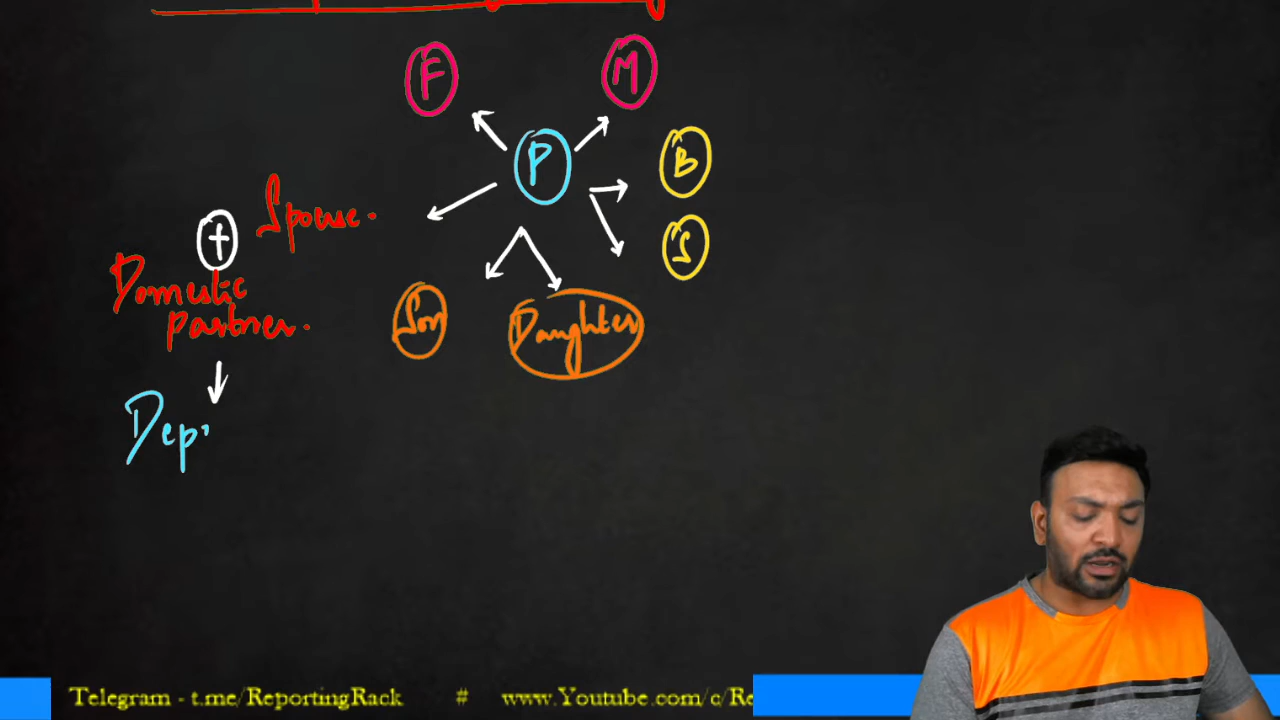 F
M
P
B
Spouse.
+
S
Domestic
partner.
Son
Daughter
Dep
Telegram - t.me/ReportingRack # www.Youtube.com/c/Re